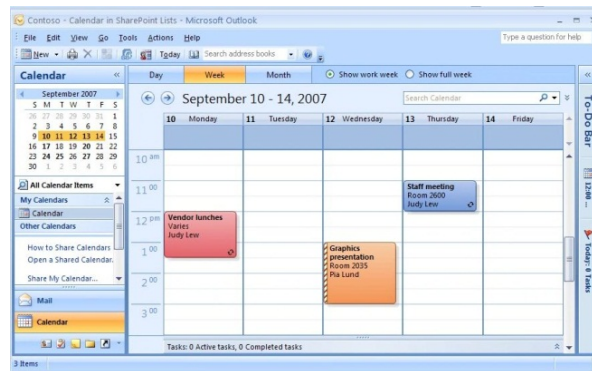 Contoso - Calendar in SharePoint Lists - Microsoft Outlook
File Edit View Go Tools Actions Help
Type a question for help
New Today Search address books
Calendar «
Day Week Month Show work week Show full week
«
September 2007
S M T W T F S
26 27 28 29 30 31 1
2 3 4 5 6 7 8
9 10 11 12 13 14 15
16 17 18 19 20 21 22
23 24 25 26 27 28 29
30 1 2 3 4 5 6
All Calendar Items
My Calendars
Calendar
Other Calendars
How to Share Calendars
Open a Shared Calendar.
Share My Calendar...
Mail
Calendar
September 10 - 14, 2007
Search Calendar
10 Monday 11 Tuesday 12 Wednesday 13 Thursday 14 Friday
10 am
11 00
12 pm
1 00
2 00
3 00
Staff meeting
Room 2600
Judy Lew
Vendor lunches
Varies
Judy Lew
Graphics
presentation
Room 2035
Pia Lund
Tasks: 0 Active tasks, 0 Completed tasks
To-Do Bar
12:00 ...
Today: 0 Tasks
3 Items